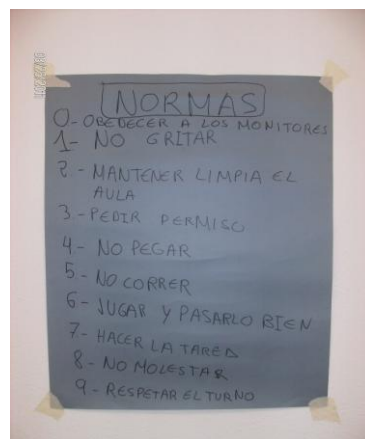 NORMAS
0- OBEDECER A LOS MONITORES
1- NO GRITAR
2- MANTENER LIMPIA EL
AULA
3- PEDIR PERMISO
4- NO PEGAR
5- NO CORRER
6- JUGAR Y PASARLO BIEN
7- HACER LA TAREA
8- NO MOLESTAR
9- RESPETAR EL TURNO